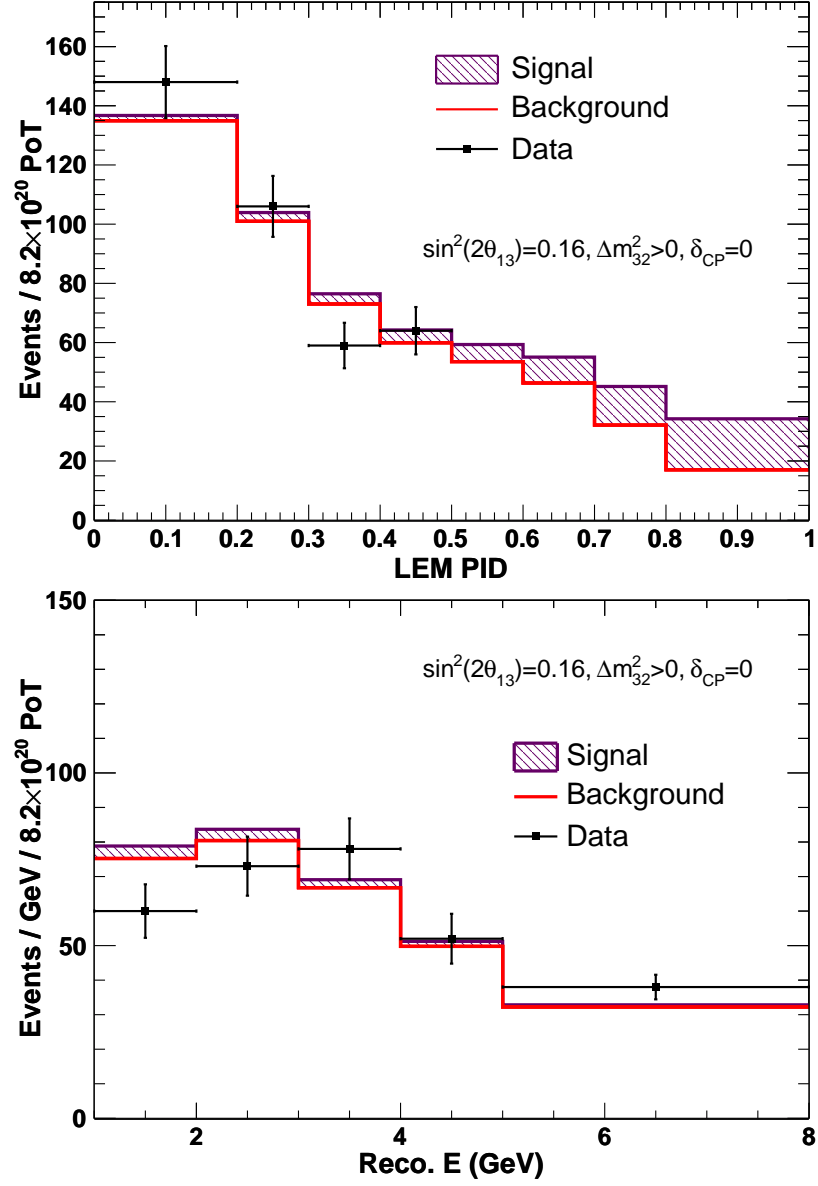 160
140
120
100
80
60
40
20
0
Events / 8.2×10²⁰ PoT
Signal
Background
Data
sin²(2θ₁₃)=0.16, Δm²₃₂>0, δ_CP=0
0 0.1 0.2 0.3 0.4 0.5 0.6 0.7 0.8 0.9 1
LEM PID
150
100
50
0
Events / GeV / 8.2×10²⁰ PoT
sin²(2θ₁₃)=0.16, Δm²₃₂>0, δ_CP=0
Signal
Background
Data
2 4 6 8
Reco. E (GeV)